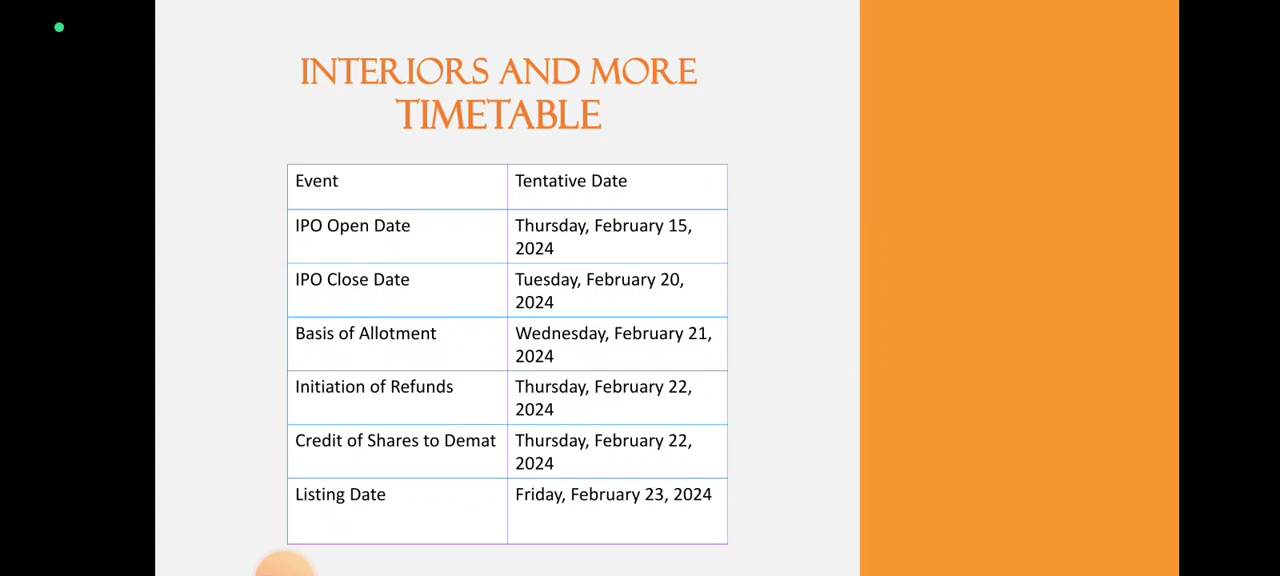 INTERIORS AND MORE
TIMETABLE
Event
Tentative Date
IPO Open Date
Thursday, February 15,
2024
IPO Close Date
Tuesday, February 20,
2024
Basis of Allotment
Wednesday, February 21,
2024
Initiation of Refunds
Thursday, February 22,
2024
Credit of Shares to Demat
Thursday, February 22,
2024
Listing Date
Friday, February 23, 2024